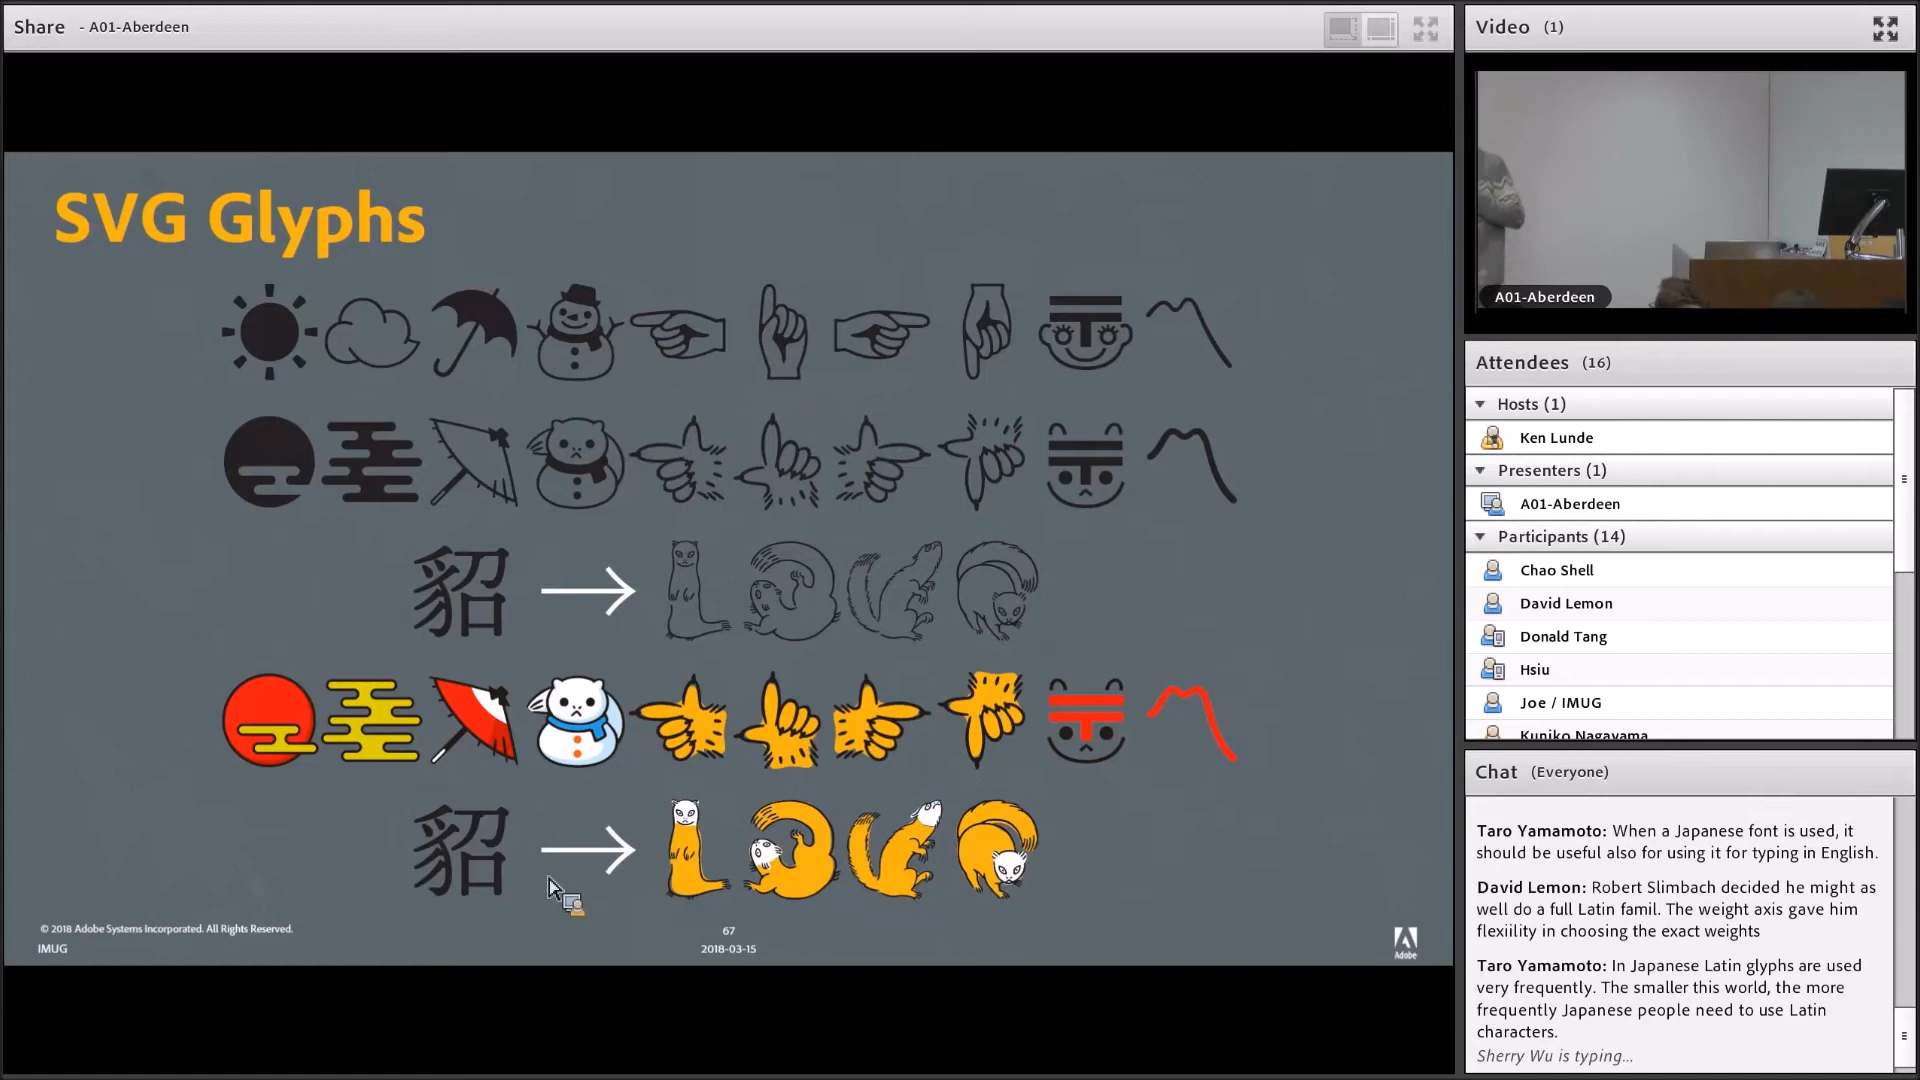 Share - A01-Aberdeen
SVG Glyphs
貂
貂
© 2018 Adobe Systems Incorporated. All Rights Reserved.
IMUG
67
2018-03-15
Adobe
Video (1)
A01-Aberdeen
Attendees (16)
Hosts (1)
Ken Lunde
Presenters (1)
A01-Aberdeen
Participants (14)
Chao Shell
David Lemon
Donald Tang
Hsiu
Joe / IMUG
Kuniko Nagayama
Chat (Everyone)
Taro Yamamoto: When a Japanese font is used, it
should be useful also for using it for typing in English.
David Lemon: Robert Slimbach decided he might as
well do a full Latin famil. The weight axis gave him
flexiility in choosing the exact weights
Taro Yamamoto: In Japanese Latin glyphs are used
very frequently. The smaller this world, the more
frequently Japanese people need to use Latin
characters.
Sherry Wu is typing...